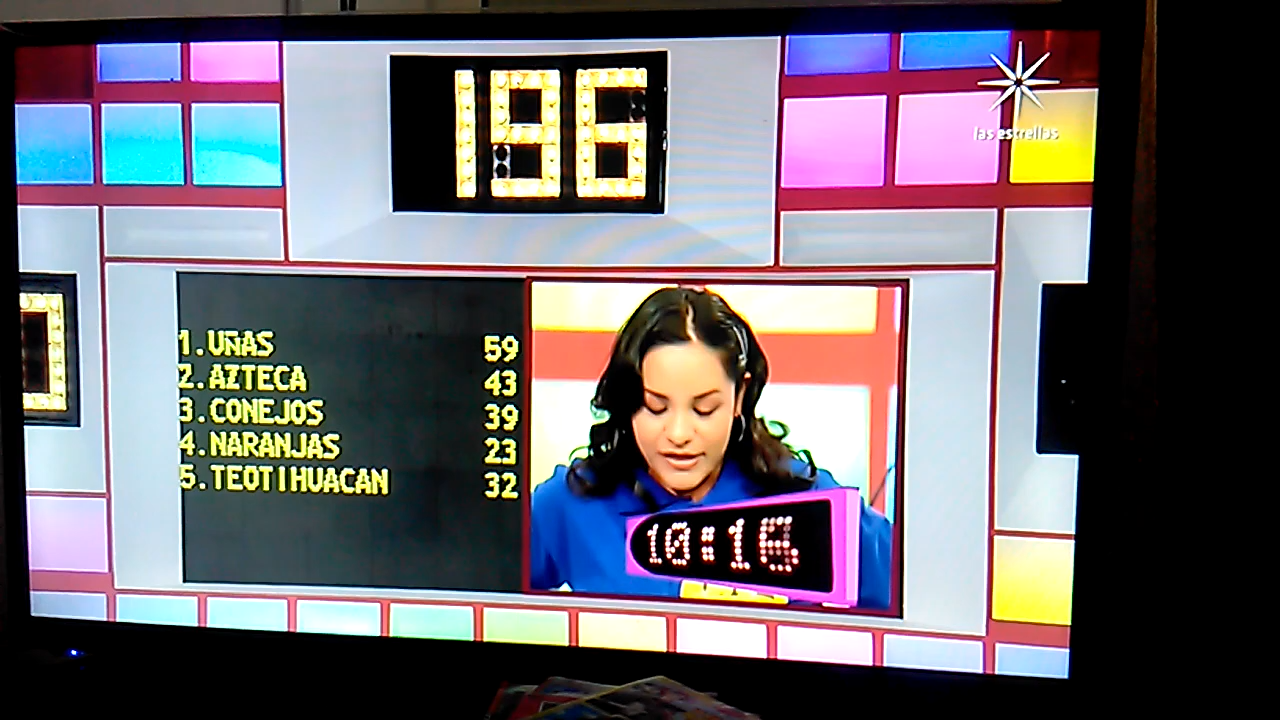 196
las estrellas
1.UÑAS 59
2.AZTECA 43
3.CONEJOS 39
4.NARANJAS 23
5.TEOTIHUACAN 32
10:16